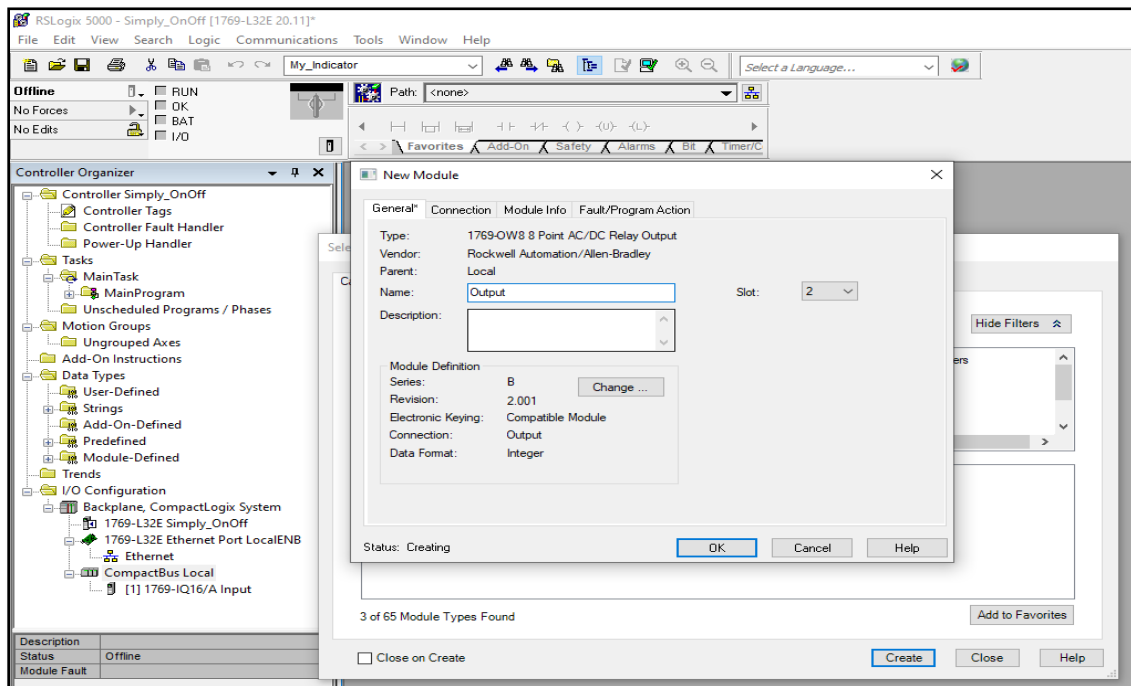 RSLogix 5000 - Simply_OnOff [1769-L32E 20.11]*
File Edit View Search Logic Communications Tools Window Help
My_Indicator
Select a Language...
Offline
RUN
No Forces
OK
No Edits
BAT
I/O
Path: <none>
Favorites Add-On Safety Alarms Bit Timer/C
Controller Organizer
Controller Simply_OnOff
Controller Tags
Controller Fault Handler
Power-Up Handler
Tasks
MainTask
MainProgram
Unscheduled Programs / Phases
Motion Groups
Ungrouped Axes
Add-On Instructions
Data Types
User-Defined
Strings
Add-On-Defined
Predefined
Module-Defined
Trends
I/O Configuration
Backplane, CompactLogix System
1769-L32E Simply_OnOff
1769-L32E Ethernet Port LocalENB
Ethernet
CompactBus Local
[1] 1769-IQ16/A Input
Description
Status Offline
Module Fault
Sele
Ca
New Module
General* Connection Module Info Fault/Program Action
Type: 1769-OW8 8 Point AC/DC Relay Output
Vendor: Rockwell Automation/Allen-Bradley
Parent: Local
Name: Output
Slot: 2
Description:
Module Definition
Series: B
Change ...
Revision: 2.001
Electronic Keying: Compatible Module
Connection: Output
Data Format: Integer
Status: Creating
OK Cancel Help
Hide Filters
ers
3 of 65 Module Types Found
Add to Favorites
Close on Create
Create Close Help